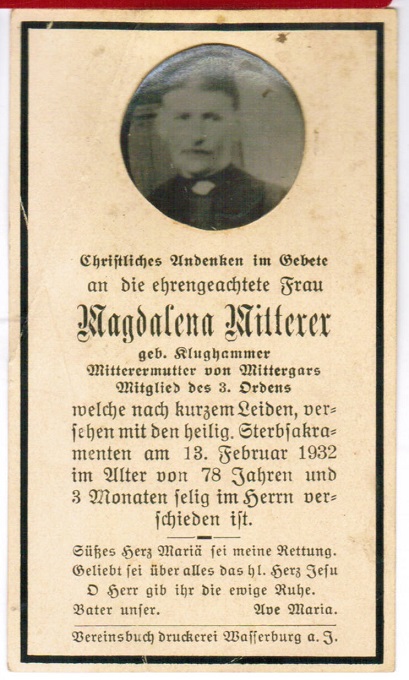 Christliches Andenken im Gebete
an die ehrengeachtete Frau
Magdalena Mitterer
geb. Klughammer
Mitterermutter von Mittergars
Mitglied des 3. Ordens
welche nach kurzem Leiden, ver=
sehen mit den heilig. Sterbsakra=
menten am 13. Februar 1932
im Alter von 78 Jahren und
3 Monaten selig im Herrn ver=
schieden ist.
Süßes Herz Mariä sei meine Rettung.
Geliebt sei über alles das hl. Herz Jesu
O Herr gib ihr die ewige Ruhe.
Vater unser. Ave Maria.
Vereinsbuchdruckerei Wasserburg a. J.